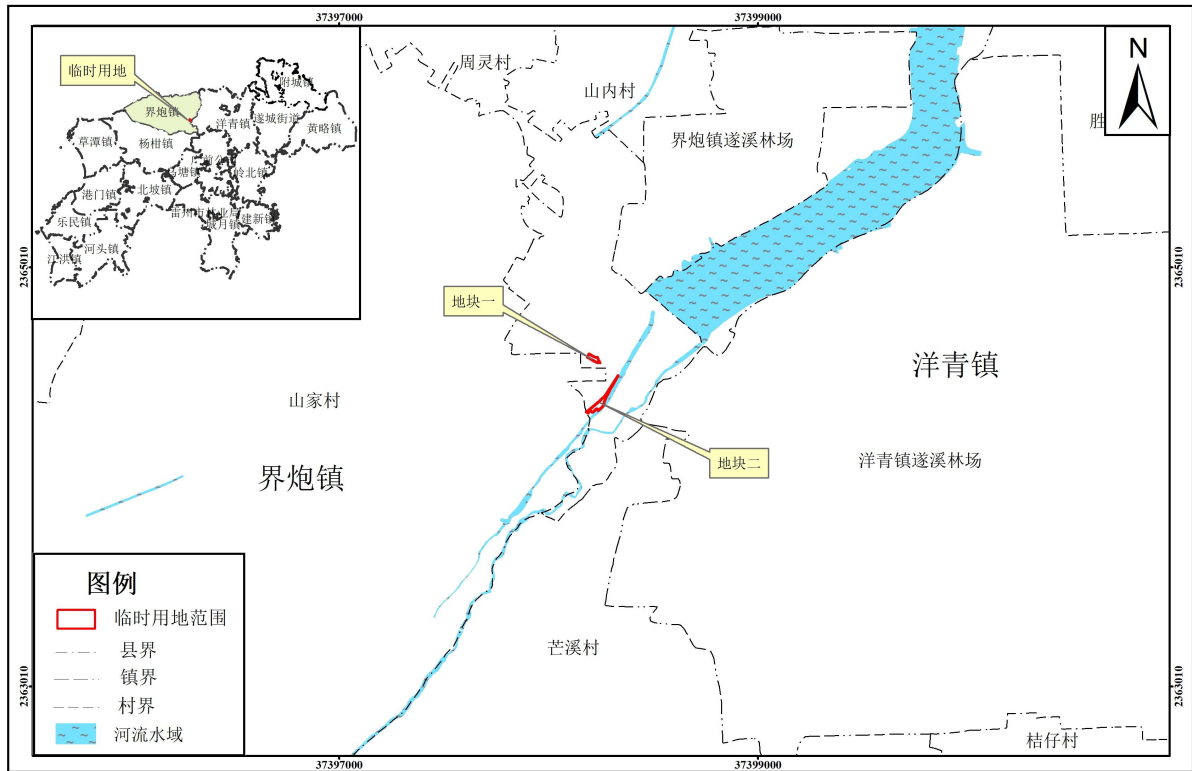 37397000
37399000
N
临时用地
附城镇
界炮镇
洋青镇
遂城街道
黄略镇
草潭镇
杨柑镇
岭北镇
港门镇
北坡镇
乐民镇
建新镇
城月镇
河头镇
江洪镇
周灵村
山内村
界炮镇遂溪林场
胜
2365010
2365010
地块一
洋青镇
山家村
地块二
洋青镇遂溪林场
界炮镇
图例
临时用地范围
县界
镇界
村界
河流水域
芒溪村
2363010
2363010
桔仔村
37397000
37399000